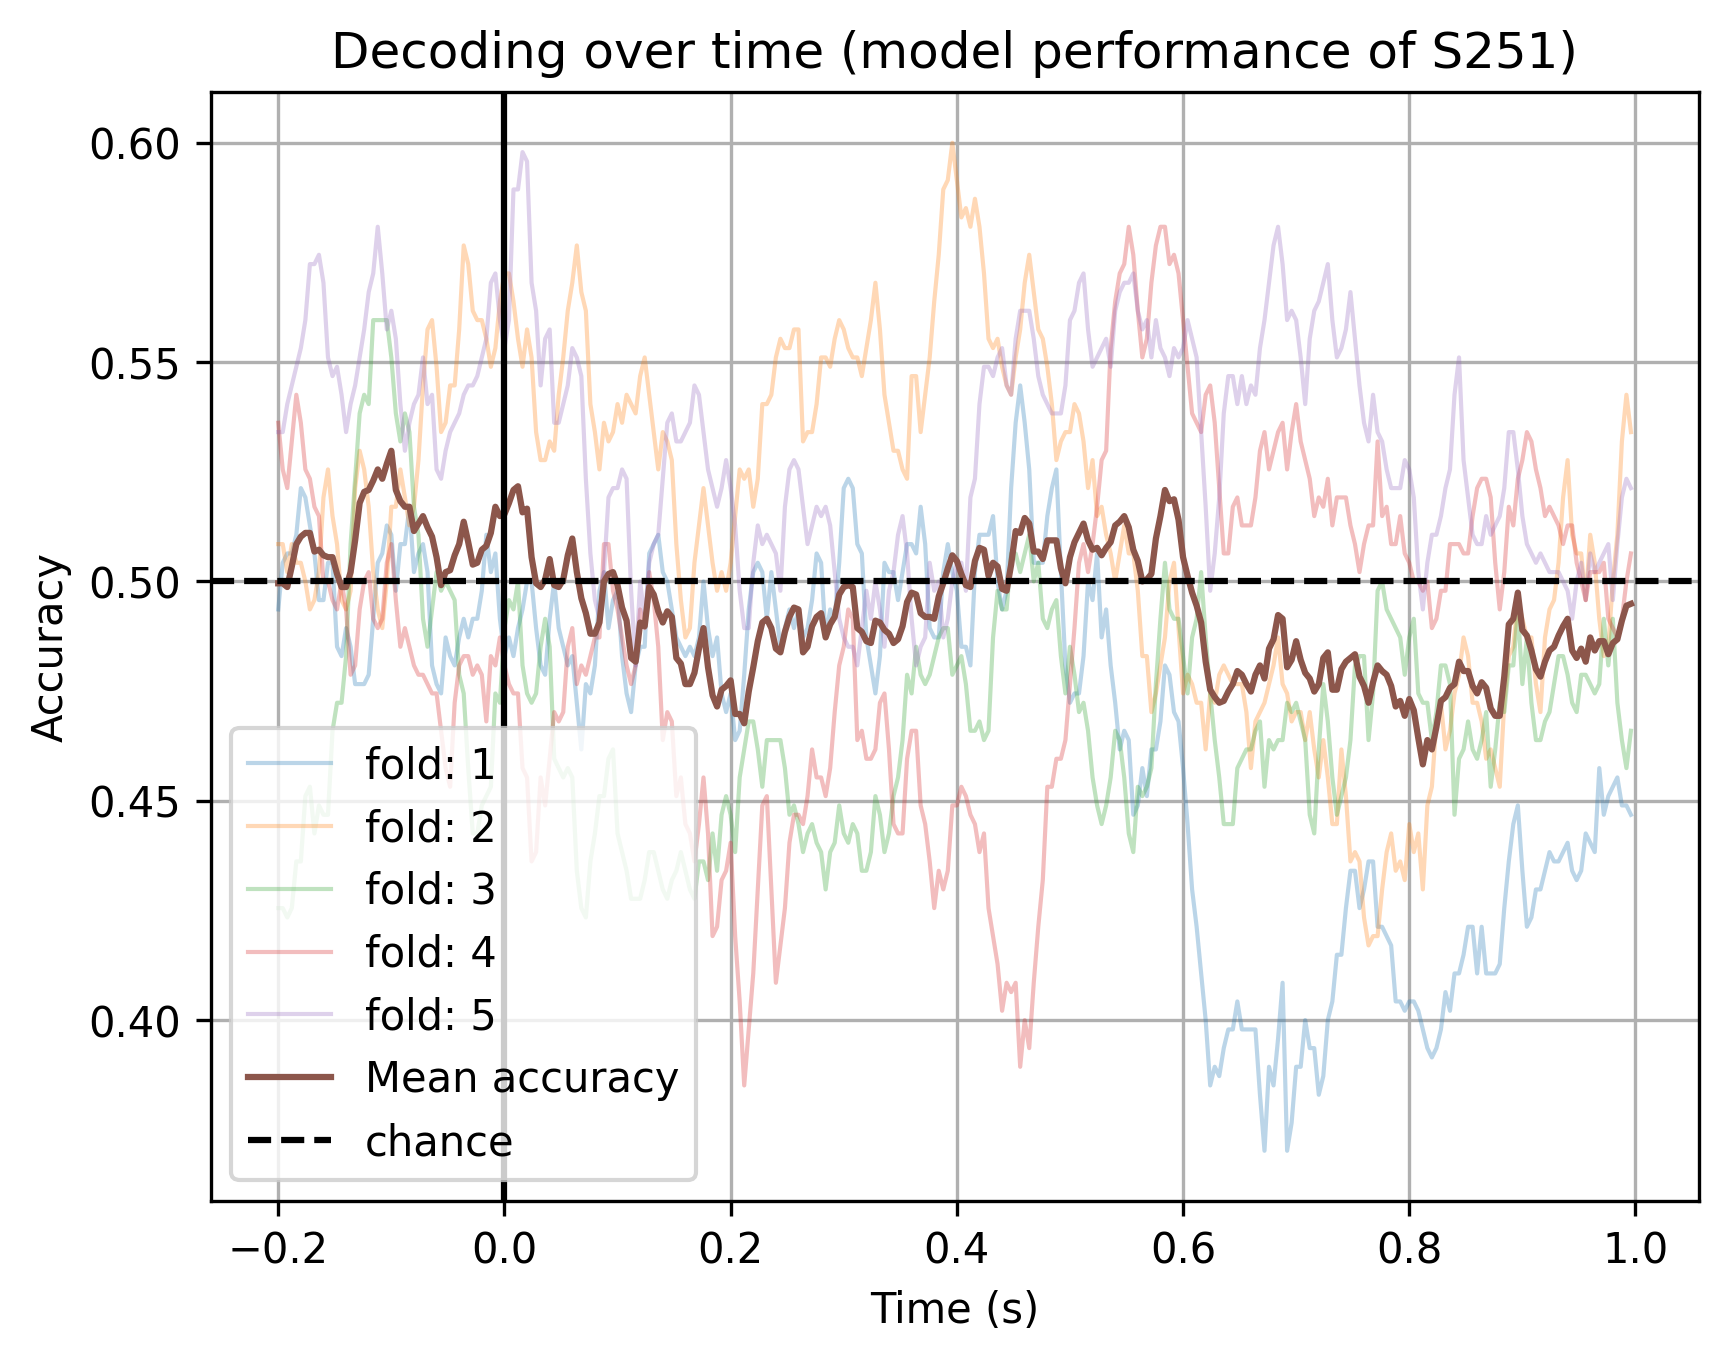 Decoding over time (model performance of S251)
Accuracy
0.60
0.55
0.50
0.45
0.40
fold: 1
fold: 2
fold: 3
fold: 4
fold: 5
Mean accuracy
chance
−0.2 0.0 0.2 0.4 0.6 0.8 1.0
Time (s)